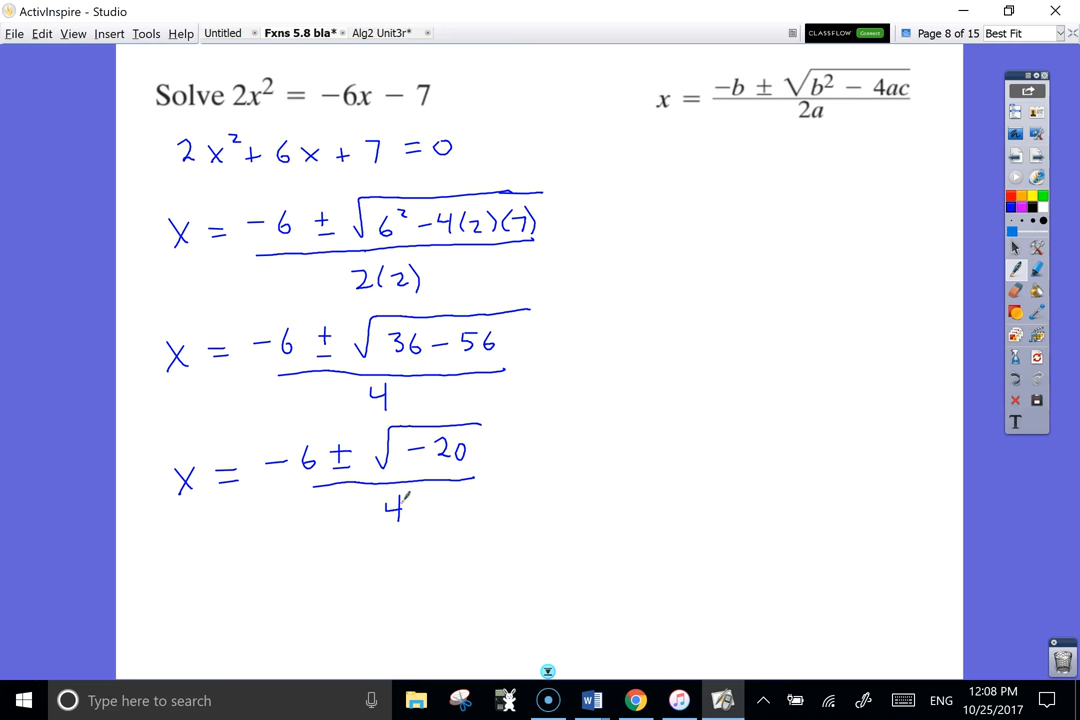 ActivInspire - Studio
File Edit View Insert Tools Help Untitled Fxns 5.8 bla* Alg2 Unit3r* CLASSFLOW Connect Page 8 of 15 Best Fit
Solve 2x² = −6x − 7
x = (−b ± √(b² − 4ac)) / 2a
2x² + 6x + 7 = 0
x = (−6 ± √(6² − 4(2)(7))) / 2(2)
x = (−6 ± √(36 − 56)) / 4
x = (−6 ± √(−20)) / 4
T
Type here to search
ENG
12:08 PM
10/25/2017